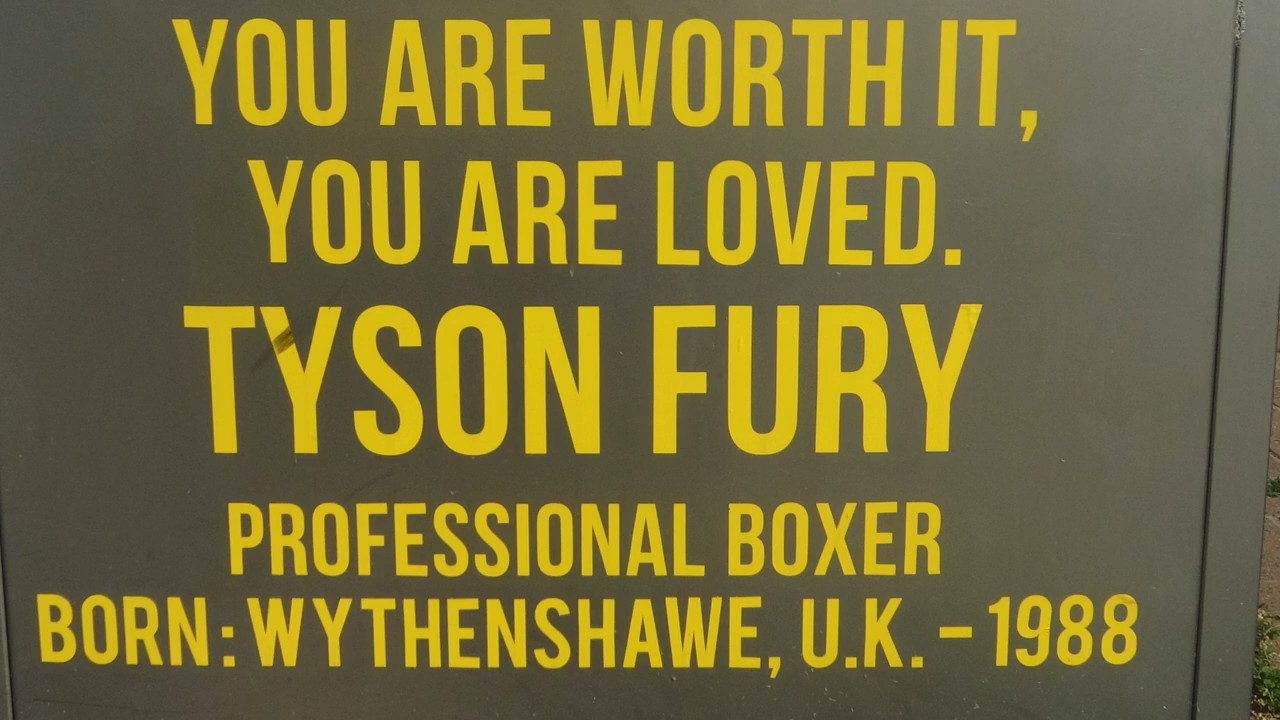 YOU ARE WORTH IT,
YOU ARE LOVED.
TYSON FURY
PROFESSIONAL BOXER
BORN: WYTHENSHAWE, U.K. – 1988